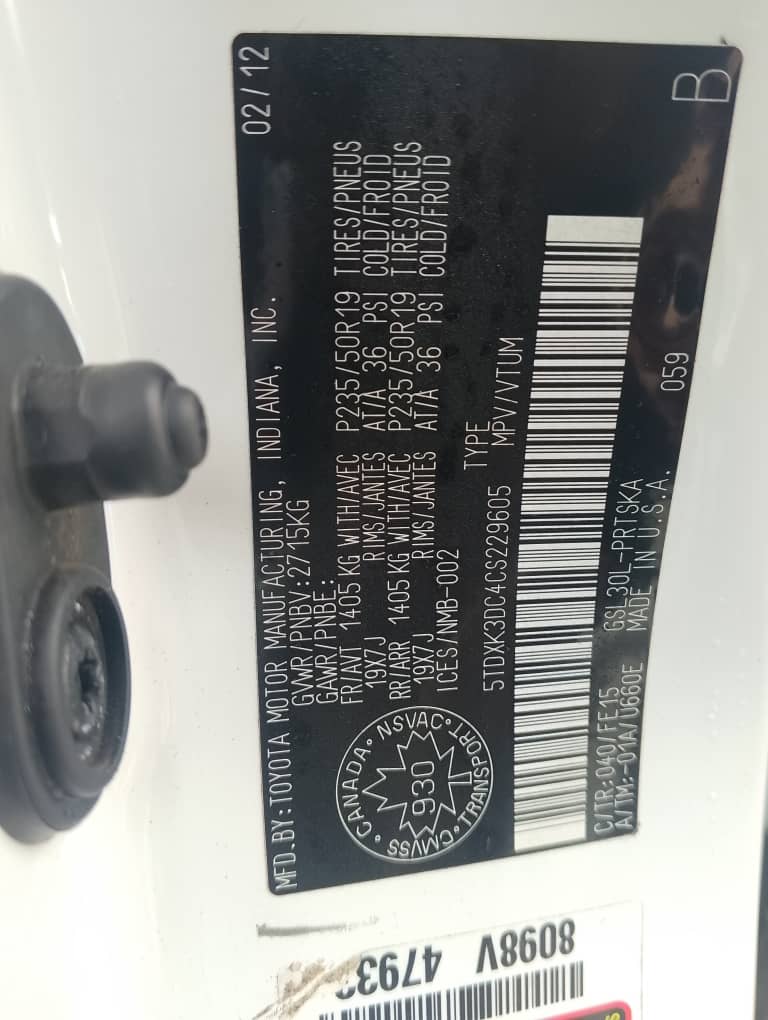 MFD.BY:TOYOTA MOTOR MANUFACTURING, INDIANA, INC. 02/12
GVWR/PNBV:2715KG
GAWR/PNBE:
FR/AVT 1405 KG WITH/AVEC P235/50R19 TIRES/PNEUS
19X7J RIMS/JANTES AT/A 36 PSI COLD/FROID
RR/ARR 1405 KG WITH/AVEC P235/50R19 TIRES/PNEUS
19X7J RIMS/JANTES AT/A 36 PSI COLD/FROID
ICES/NMB-002
CANADA NSVAC TRANSPORT CMVSS
930
5TDXK3DC4CS229605 TYPE MPV/VTUM
C/TR:040/FE15 GSL30L-PRTSKA 059
A/TM:-01A/U660E MADE IN U.S.A.
B
8098V 4793